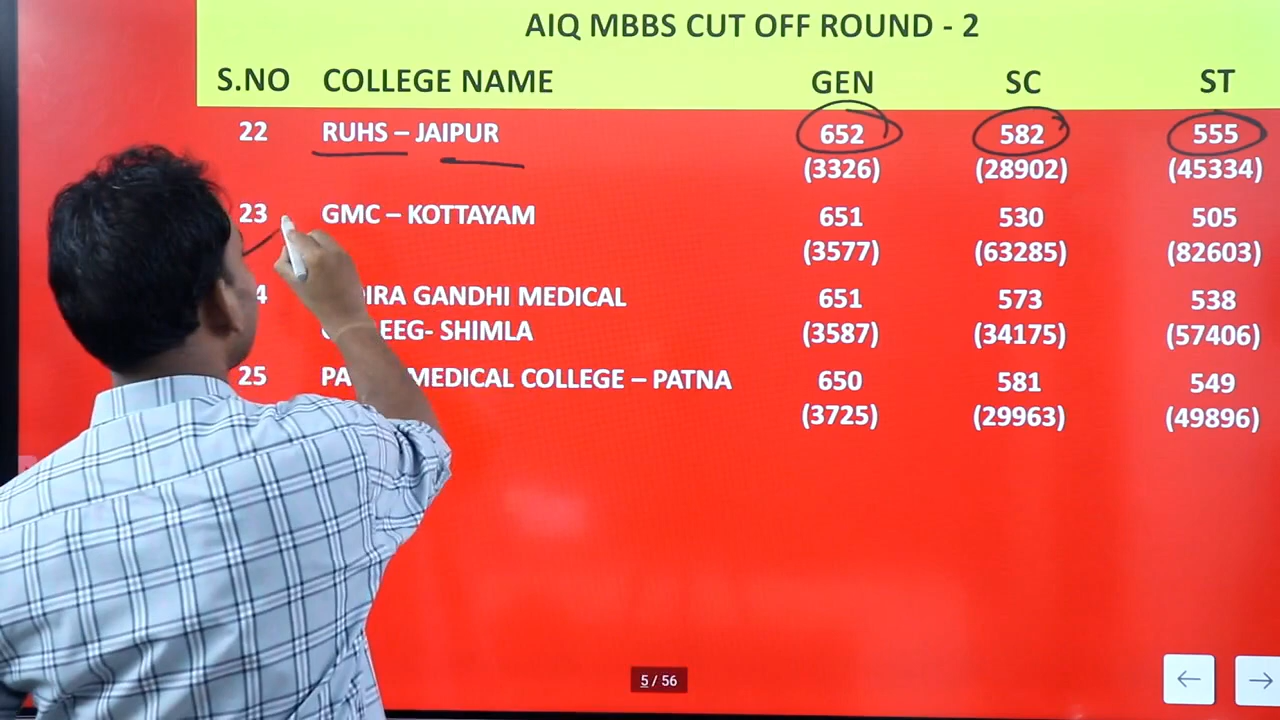 AIQ MBBS CUT OFF ROUND - 2
S.NO COLLEGE NAME GEN SC ST
22 RUHS – JAIPUR 652 582 555
(3326) (28902) (45334)
23 GMC – KOTTAYAM 651 530 505
(3577) (63285) (82603)
GANDHI MEDICAL 651 573 538
SHIMLA (3587) (34175) (57406)
25 MEDICAL COLLEGE – PATNA 650 581 549
(3725) (29963) (49896)
5 / 56